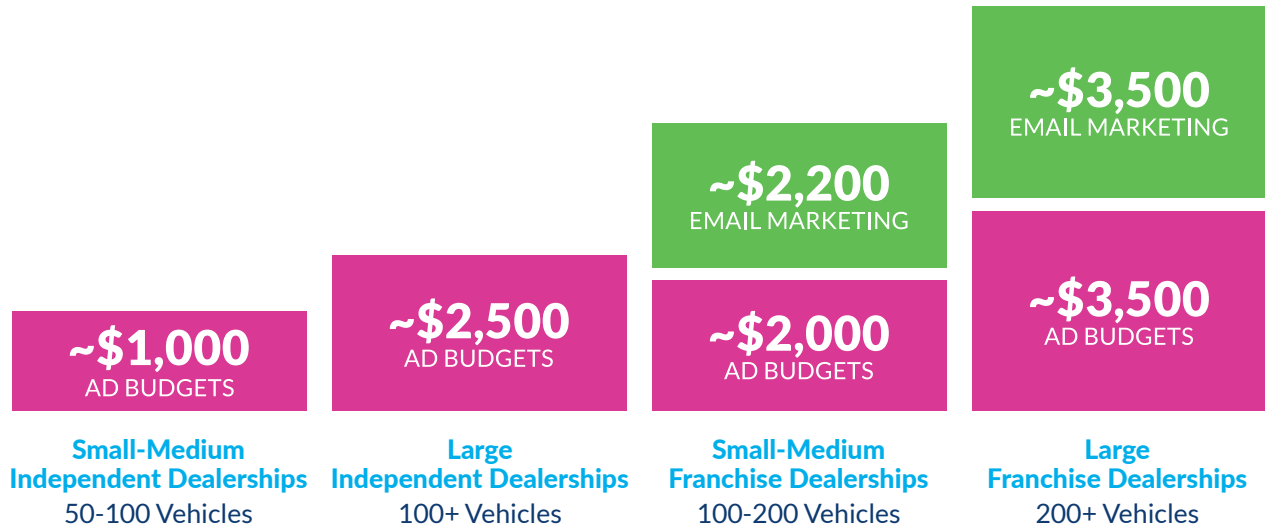 ~$1,000
AD BUDGETS
Small-Medium
Independent Dealerships
50-100 Vehicles
~$2,500
AD BUDGETS
Large
Independent Dealerships
100+ Vehicles
~$2,200
EMAIL MARKETING
~$2,000
AD BUDGETS
Small-Medium
Franchise Dealerships
100-200 Vehicles
~$3,500
EMAIL MARKETING
~$3,500
AD BUDGETS
Large
Franchise Dealerships
200+ Vehicles